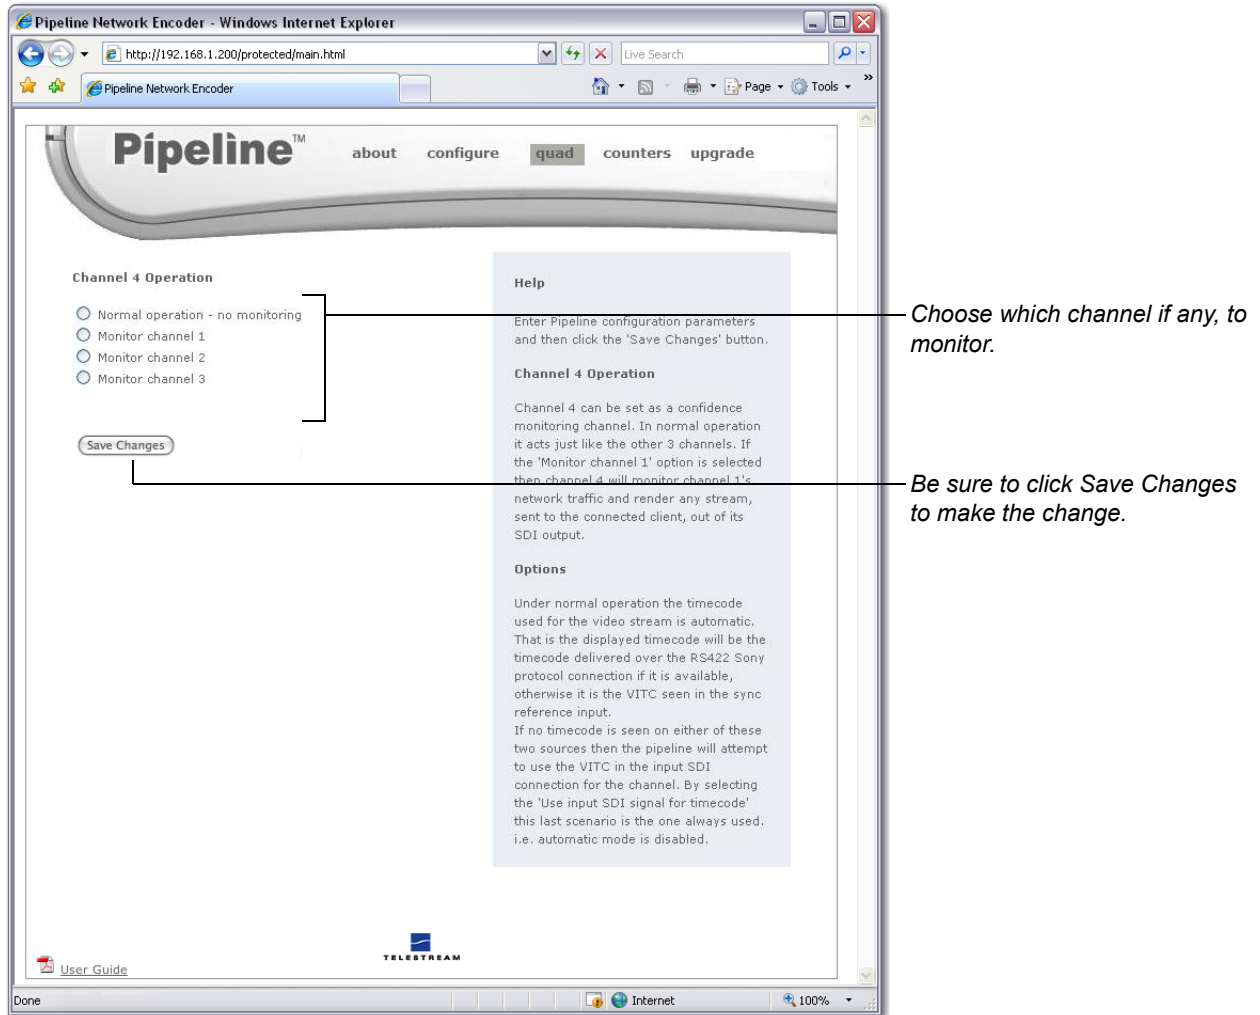 Pipeline Network Encoder - Windows Internet Explorer
http://192.168.1.200/protected/main.html
Live Search
Pipeline Network Encoder
Page
Tools
Pipeline™
about configure quad counters upgrade
Channel 4 Operation
Normal operation - no monitoring
Monitor channel 1
Monitor channel 2
Monitor channel 3
Save Changes
Help
Enter Pipeline configuration parameters
and then click the 'Save Changes' button.
Channel 4 Operation
Channel 4 can be set as a confidence
monitoring channel. In normal operation
it acts just like the other 3 channels. If
the 'Monitor channel 1' option is selected
then channel 4 will monitor channel 1's
network traffic and render any stream,
sent to the connected client, out of its
SDI output.
Options
Under normal operation the timecode
used for the video stream is automatic.
That is the displayed timecode will be the
timecode delivered over the RS422 Sony
protocol connection if it is available,
otherwise it is the VITC seen in the sync
reference input.
If no timecode is seen on either of these
two sources then the pipeline will attempt
to use the VITC in the input SDI
connection for the channel. By selecting
the 'Use input SDI signal for timecode'
this last scenario is the one always used.
i.e. automatic mode is disabled.
Choose which channel if any, to
monitor.
Be sure to click Save Changes
to make the change.
TELESTREAM
User Guide
Done
Internet
100%